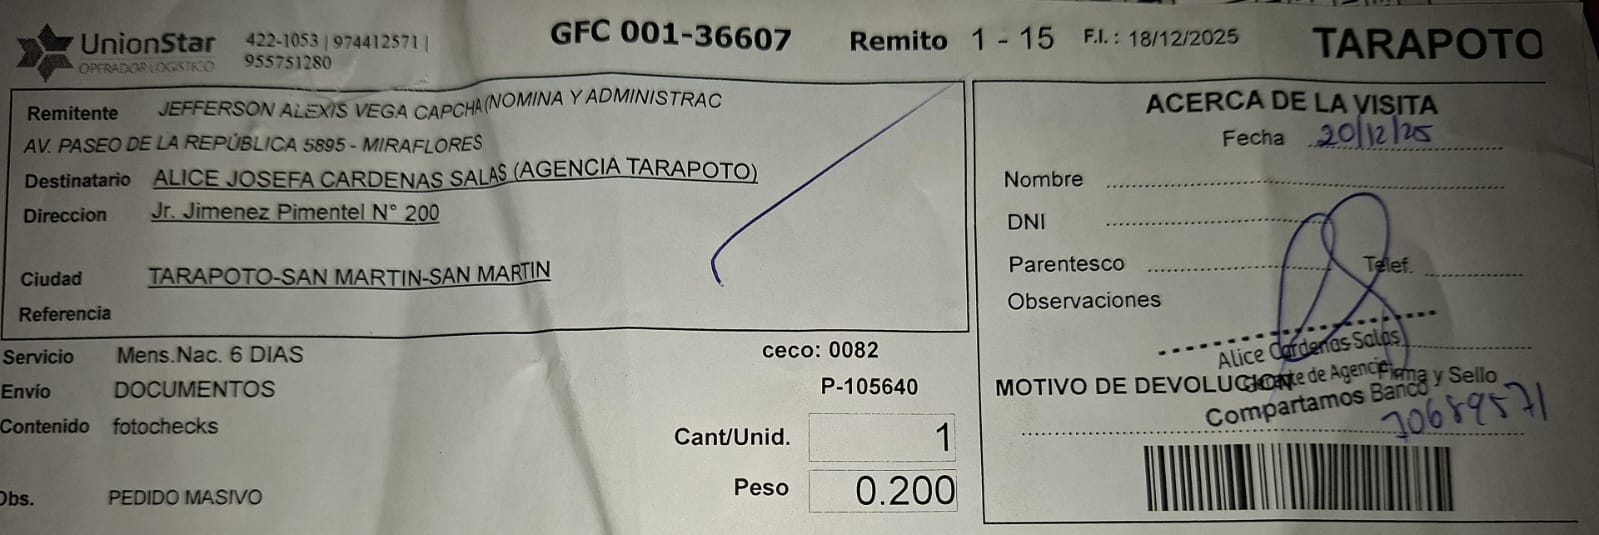 UnionStar
OPERADOR LOGISTICO
422-1053 | 974412571 |
955751280
GFC 001-36607
Remito 1 - 15
F.I. : 18/12/2025
TARAPOTO
Remitente JEFFERSON ALEXIS VEGA CAPCHA (NOMINA Y ADMINISTRAC
AV. PASEO DE LA REPÚBLICA 5895 - MIRAFLORES
Destinatario ALICE JOSEFA CARDENAS SALAS (AGENCIA TARAPOTO)
Direccion Jr. Jimenez Pimentel N° 200
Ciudad TARAPOTO-SAN MARTIN-SAN MARTIN
Referencia
Servicio Mens.Nac. 6 DIAS
Envío DOCUMENTOS
Contenido fotochecks
Obs. PEDIDO MASIVO
ceco: 0082
P-105640
Cant/Unid. 1
Peso 0.200
ACERCA DE LA VISITA
Fecha 20/12/25
Nombre
DNI
Parentesco Telef.
Observaciones
Alice Cardenas Salas
Gerente de Agencia
Compartamos Banco
MOTIVO DE DEVOLUCION
Firma y Sello
70689571